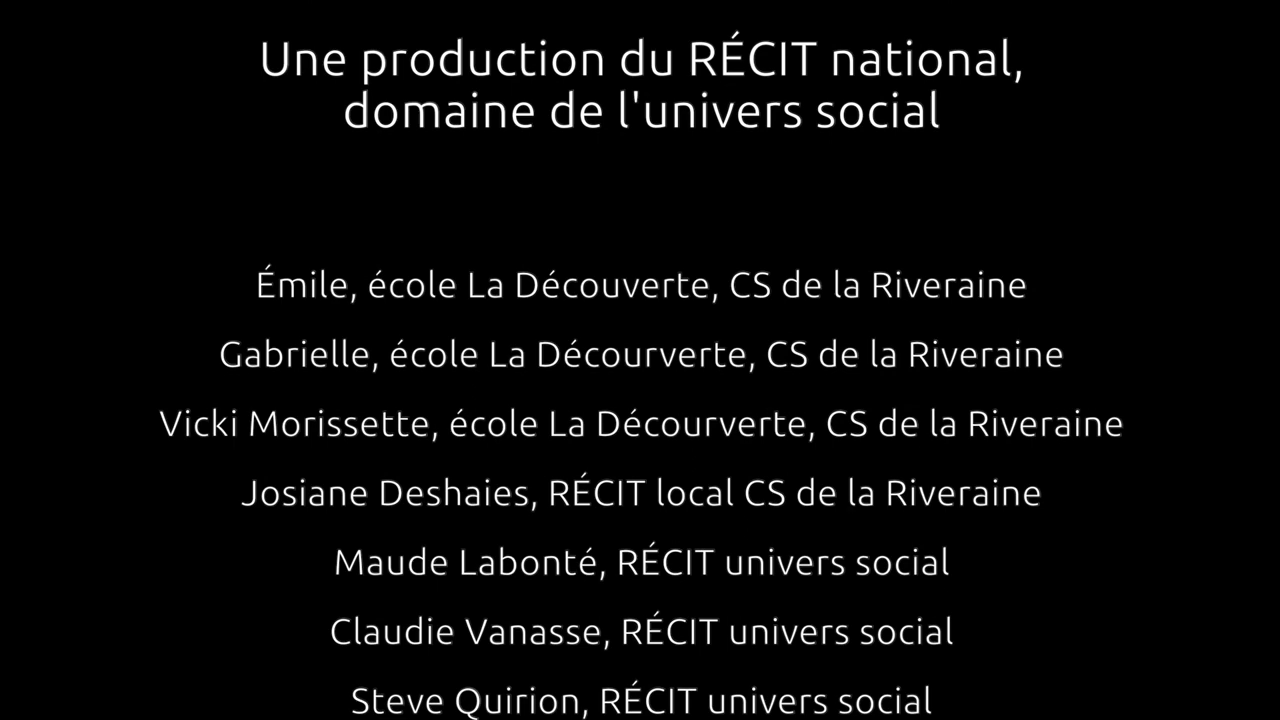 Une production du RÉCIT national,
domaine de l'univers social
Émile, école La Découverte, CS de la Riveraine
Gabrielle, école La Décourverte, CS de la Riveraine
Vicki Morissette, école La Décourverte, CS de la Riveraine
Josiane Deshaies, RÉCIT local CS de la Riveraine
Maude Labonté, RÉCIT univers social
Claudie Vanasse, RÉCIT univers social
Steve Quirion, RÉCIT univers social